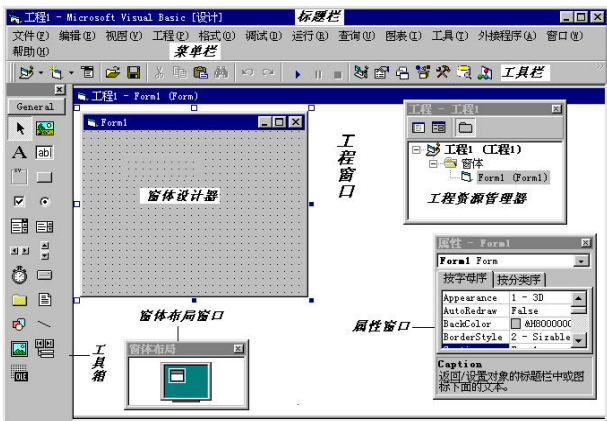 工程1 - Microsoft Visual Basic [设计]
标题栏
文件(F) 编辑(E) 视图(V) 工程(P) 格式(O) 调试(D) 运行(R) 查询(U) 图表(I) 工具(T) 外接程序(A) 窗口(W)
帮助(H)
菜单栏
工具栏
工程1 - Form1 (Form)
General
Form1
窗体设计器
工程窗口
工程 - 工程1
工程1 (工程1)
窗体
Form1 (Form1)
工程资源管理器
A
ab
xv
属性 - Form1
Form1 Form
按字母序 按分类序
Appearance 1 - 3D
AutoRedraw False
BackColor
BorderStyle 2 - Sizable
Caption
返回/设置对象的标题栏中或图
标下面的文本。
属性窗口
窗体布局窗口
窗体布局
工具箱
OLE